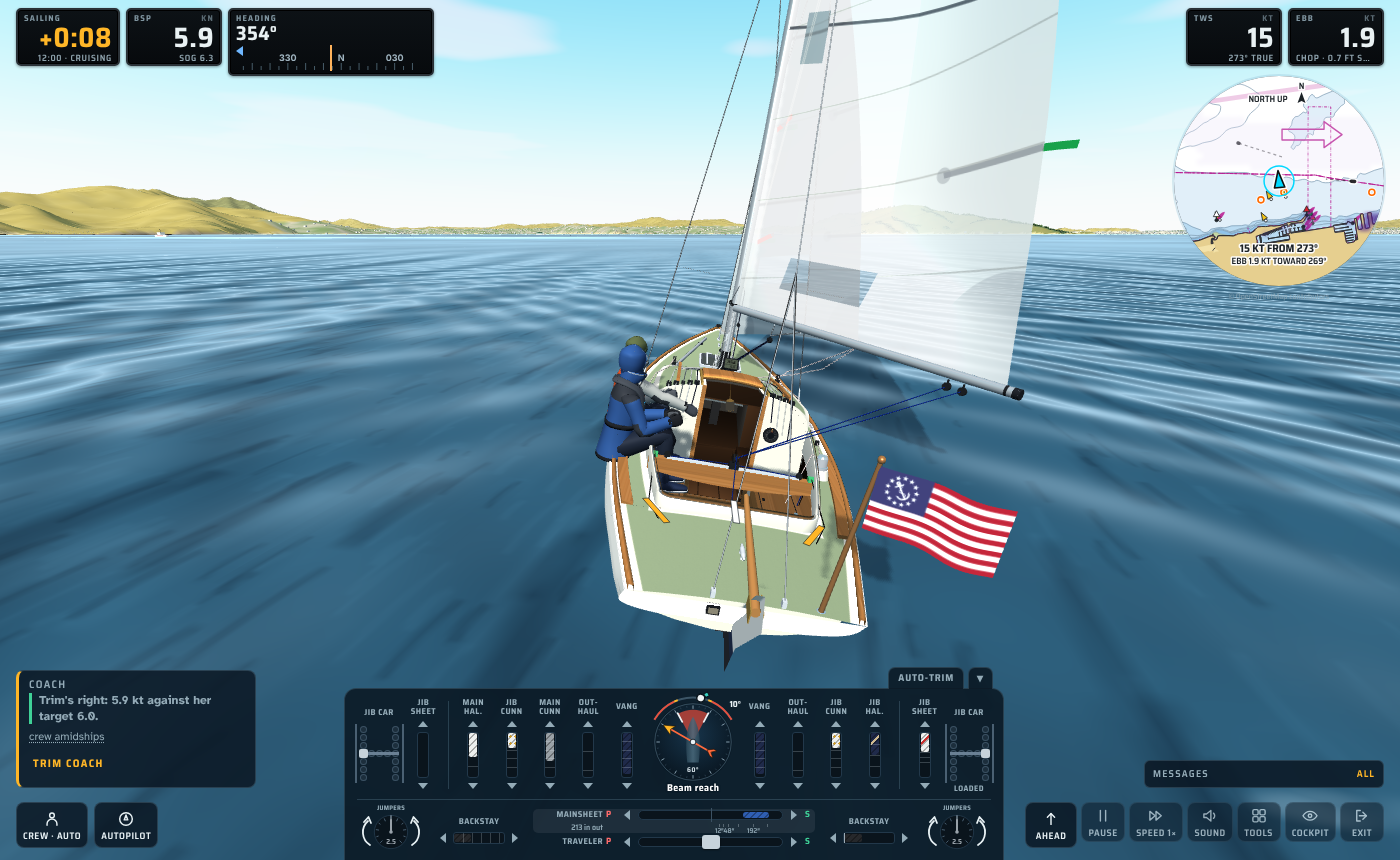 SAILING
+0:08
12:00 · CRUISING
BSP KN
5.9
SOG 6.3
HEADING
354°
330 N 030
TWS KT
15
273° TRUE
EBB KT
1.9
CHOP · 0.7 FT S…
N
NORTH UP
15 KT FROM 273°
EBB 1.9 KT TOWARD 269°
COACH
Trim's right: 5.9 kt against her
target 6.0.
crew amidships
TRIM COACH
CREW · AUTO
AUTOPILOT
AUTO-TRIM
▼
JIB CAR
JIB SHEET
MAIN HAL.
JIB CUNN
MAIN CUNN
OUT-HAUL
VANG
10°
60°
Beam reach
VANG
OUT-HAUL
JIB CUNN
JIB HAL.
JIB SHEET
JIB CAR
LOADED
JUMPERS
2.5
BACKSTAY
MAINSHEET P S
213 in out
12°48° 192°
TRAVELER P S
BACKSTAY
JUMPERS
2.5
MESSAGES ALL
AHEAD
PAUSE
SPEED 1×
SOUND
TOOLS
COCKPIT
EXIT